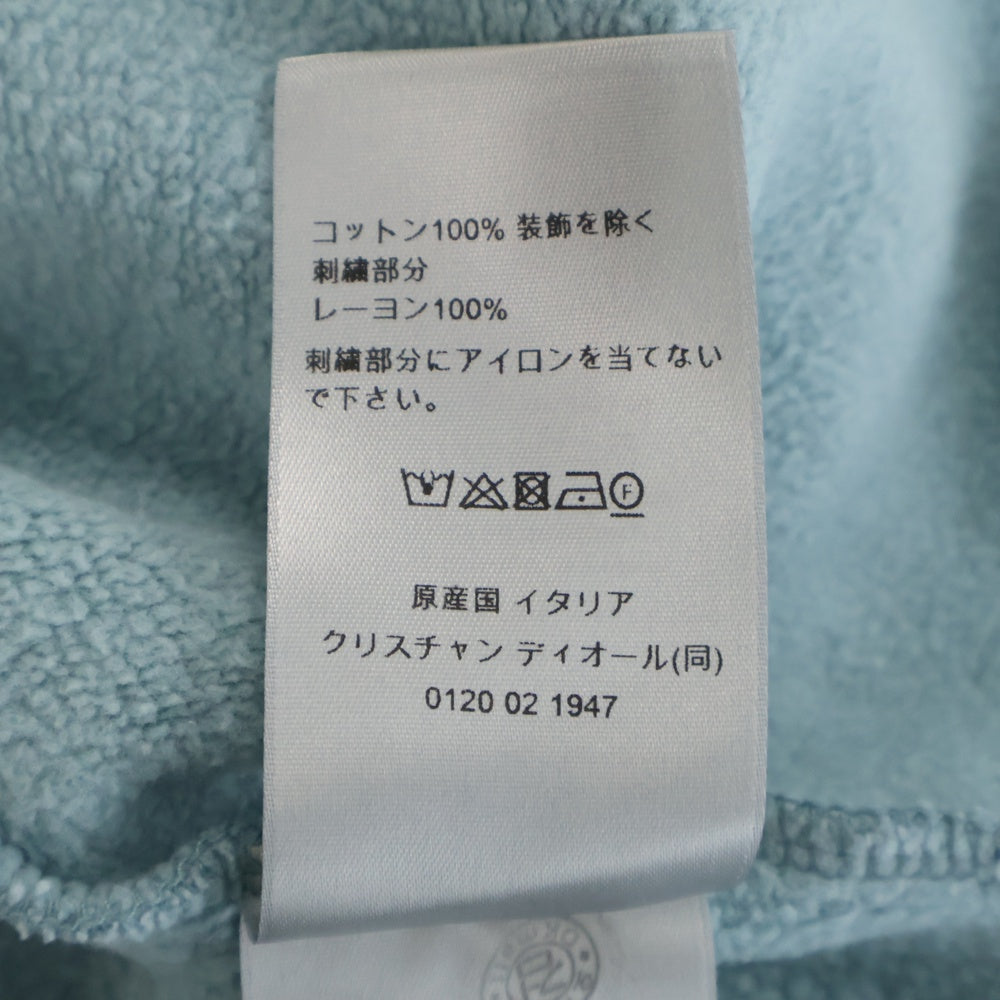 コットン100% 装飾を除く
刺繍部分
レーヨン100%
刺繍部分にアイロンを当てない
で下さい。
F
原産国 イタリア
クリスチャン ディオール(同)
0120 02 1947